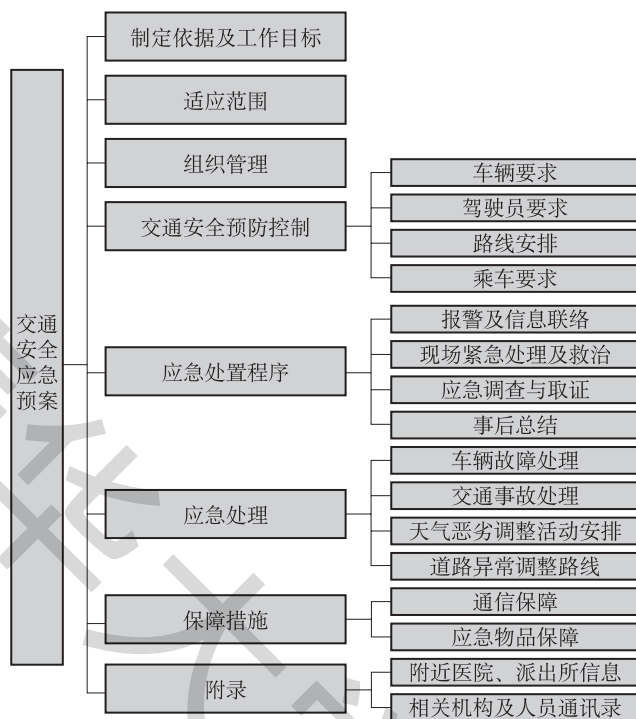 交通
安全
应急
预案
制定依据及工作目标
适应范围
组织管理
交通安全预防控制
车辆要求
驾驶员要求
路线安排
乘车要求
应急处置程序
报警及信息联络
现场紧急处理及救治
应急调查与取证
事后总结
应急处理
车辆故障处理
交通事故处理
天气恶劣调整活动安排
道路异常调整路线
保障措施
通信保障
应急物品保障
附录
附近医院、派出所信息
相关机构及人员通讯录